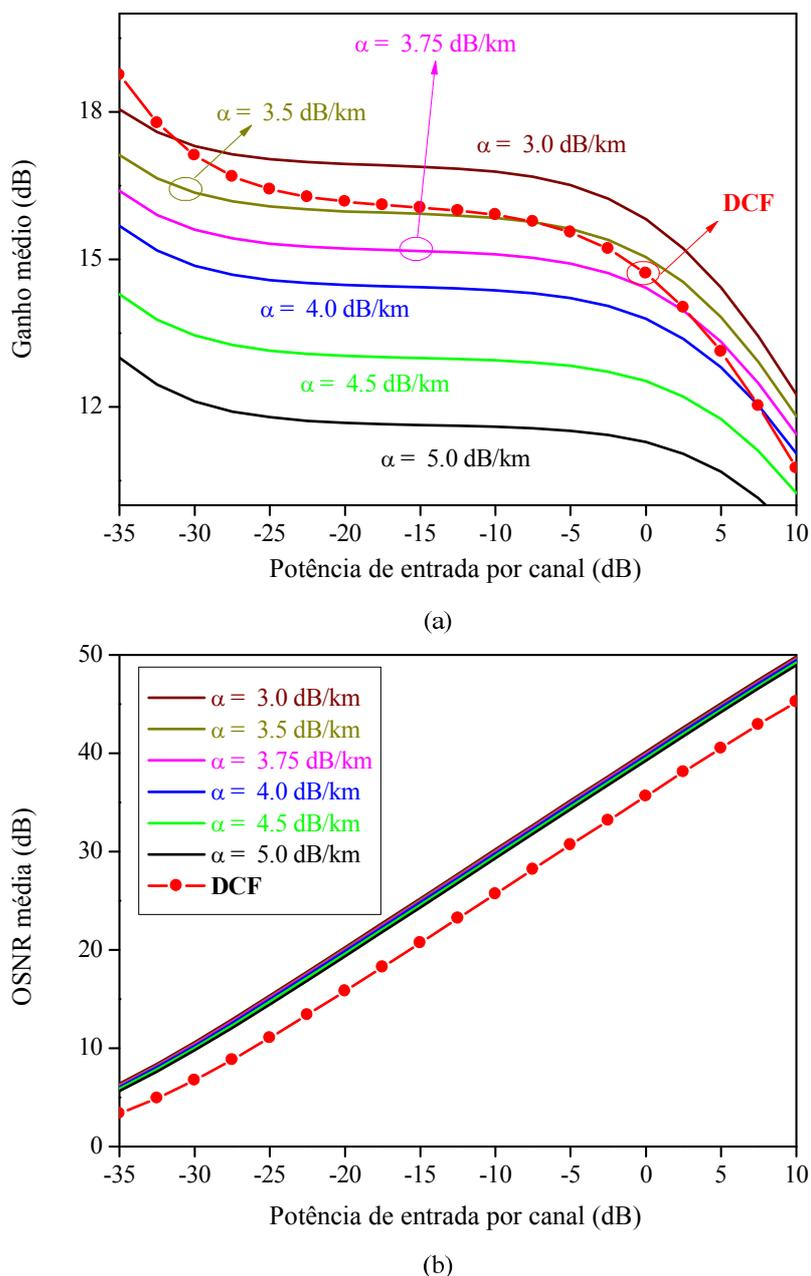 α = 3.75 dB/km
α = 3.5 dB/km
α = 3.0 dB/km
DCF
α = 4.0 dB/km
α = 4.5 dB/km
α = 5.0 dB/km
18
15
12
Ganho médio (dB)
-35 -30 -25 -20 -15 -10 -5 0 5 10
Potência de entrada por canal (dB)
(a)
50
40
30
20
10
0
OSNR média (dB)
α = 3.0 dB/km
α = 3.5 dB/km
α = 3.75 dB/km
α = 4.0 dB/km
α = 4.5 dB/km
α = 5.0 dB/km
DCF
-35 -30 -25 -20 -15 -10 -5 0 5 10
Potência de entrada por canal (dB)
(b)